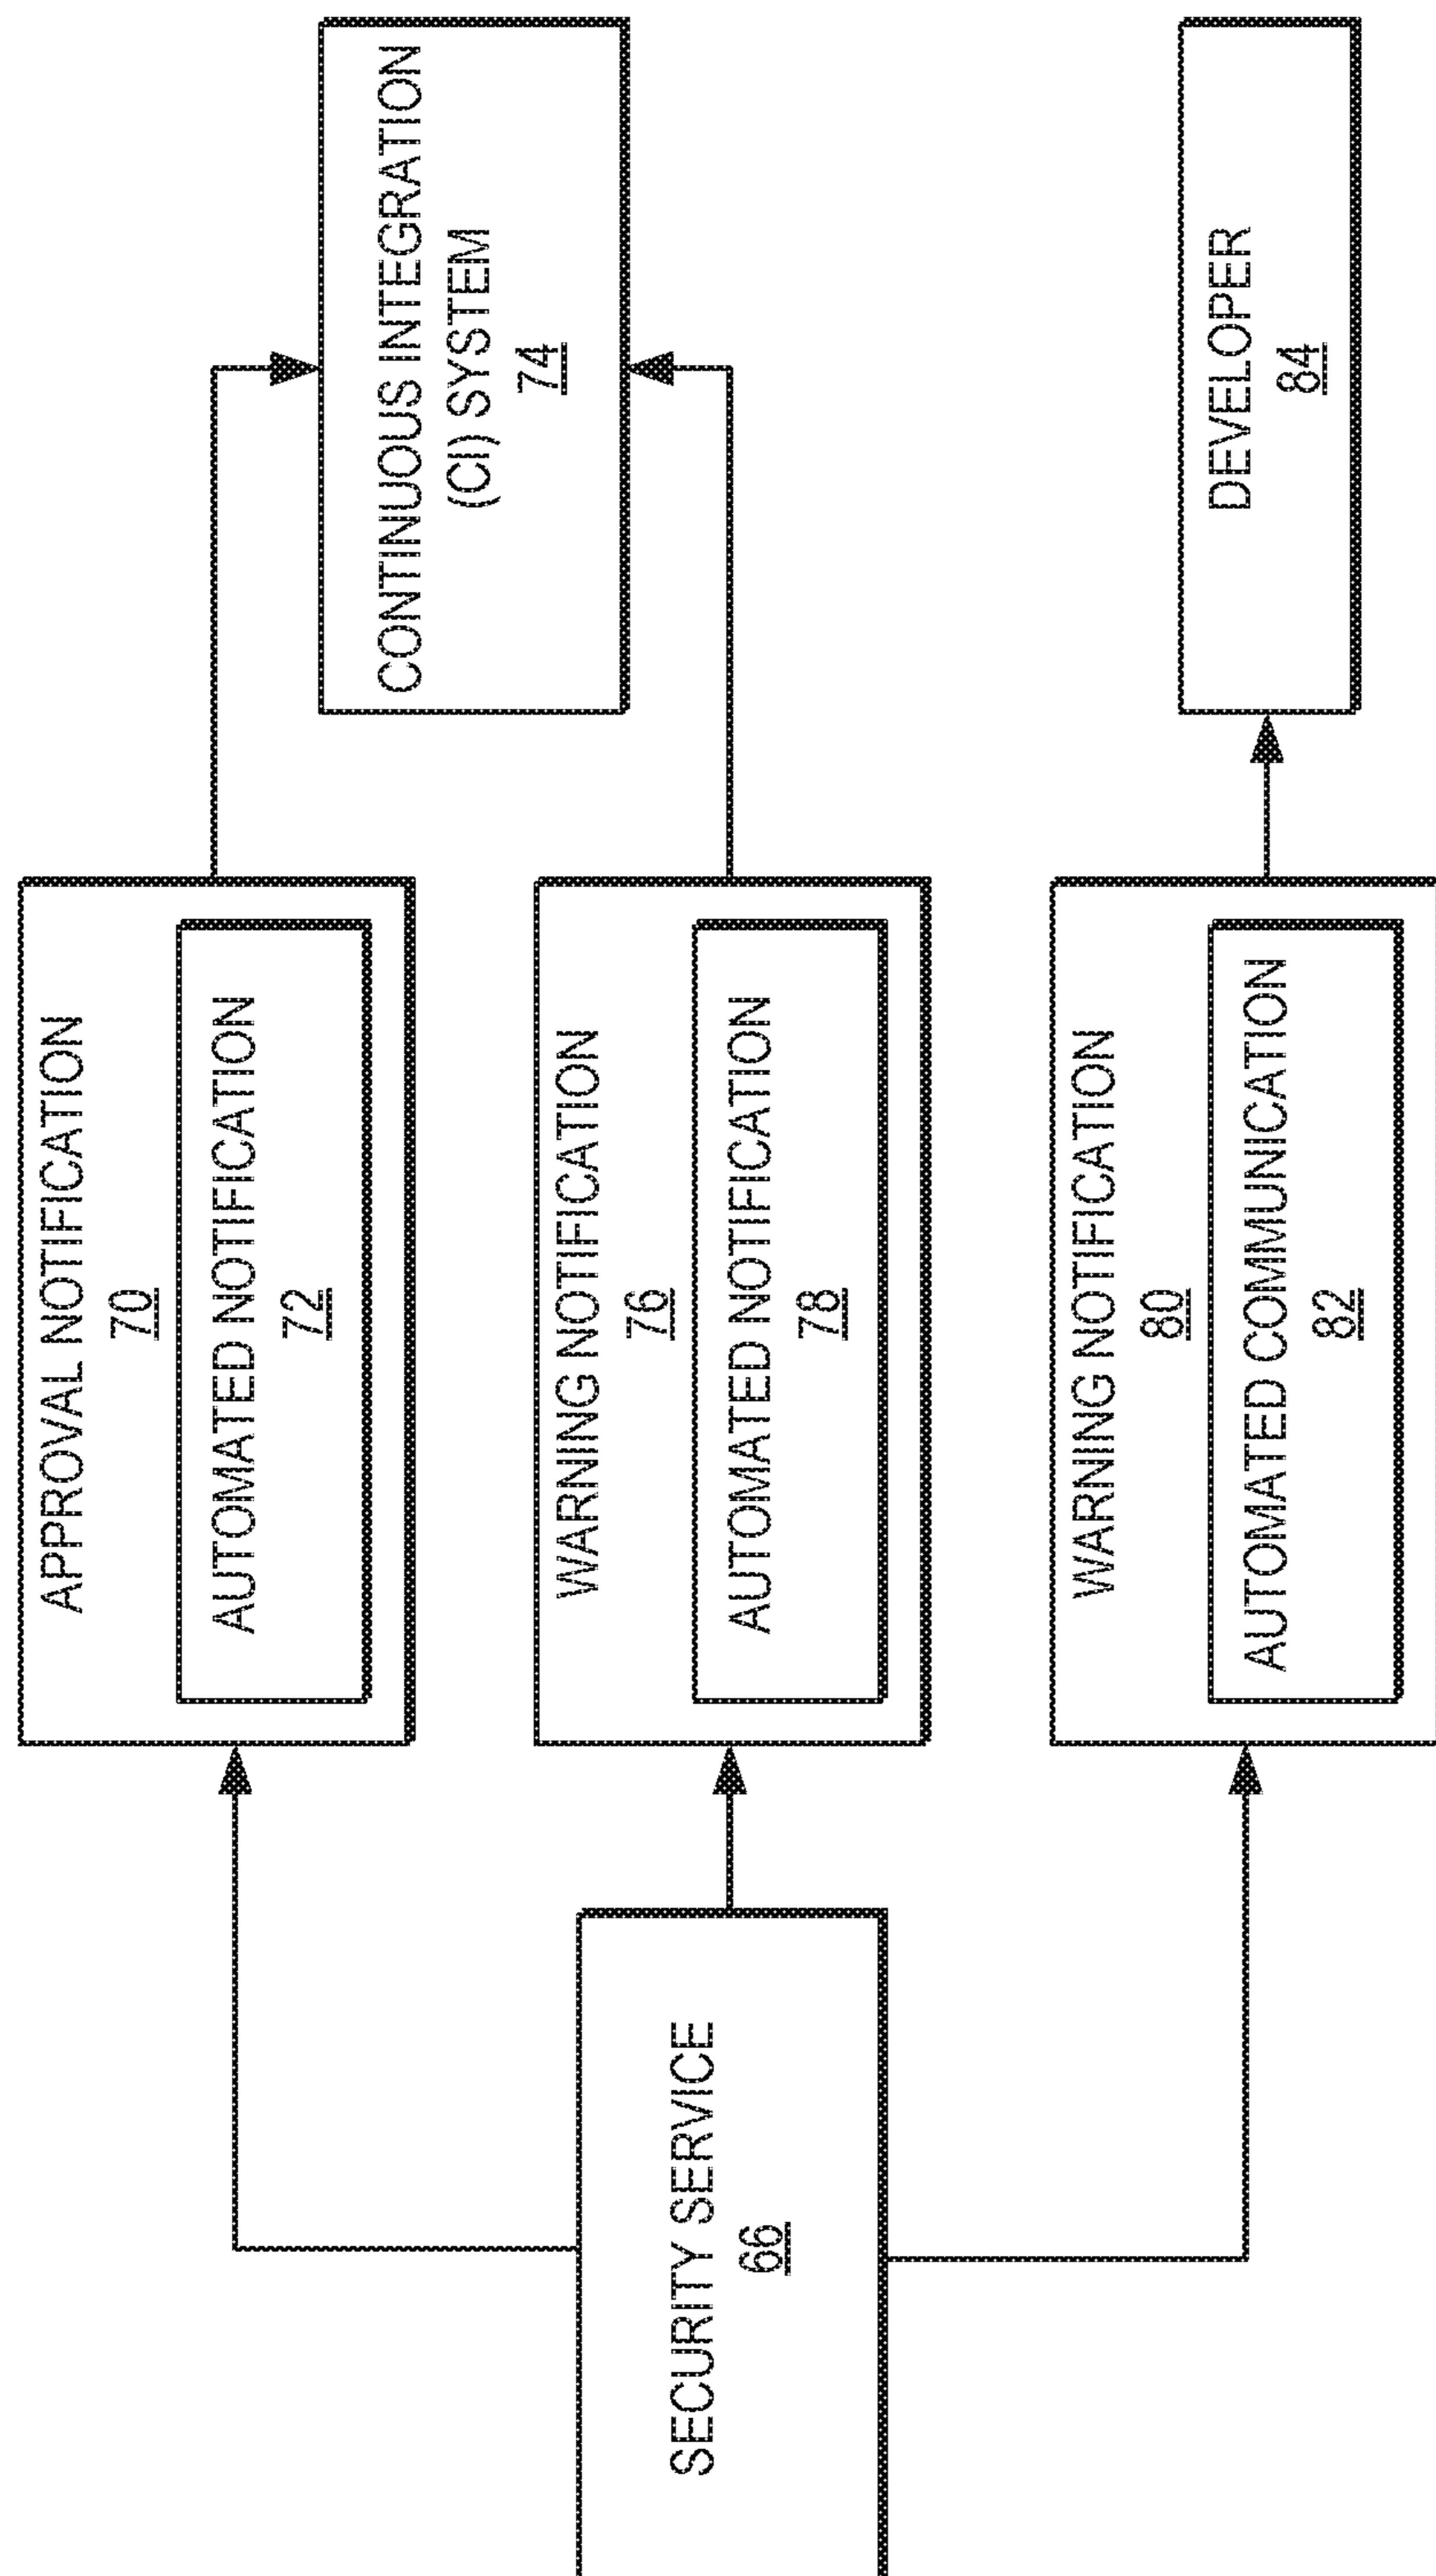 SECURITY SERVICE
66
APPROVAL NOTIFICATION
70
AUTOMATED NOTIFICATION
72
WARNING NOTIFICATION
76
AUTOMATED NOTIFICATION
78
WARNING NOTIFICATION
80
AUTOMATED COMMUNICATION
82
CONTINUOUS INTEGRATION
(CI) SYSTEM
74
DEVELOPER
84